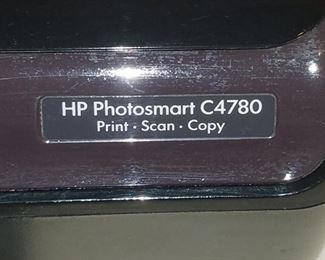 HP Photosmart C4780
Print · Scan · Copy